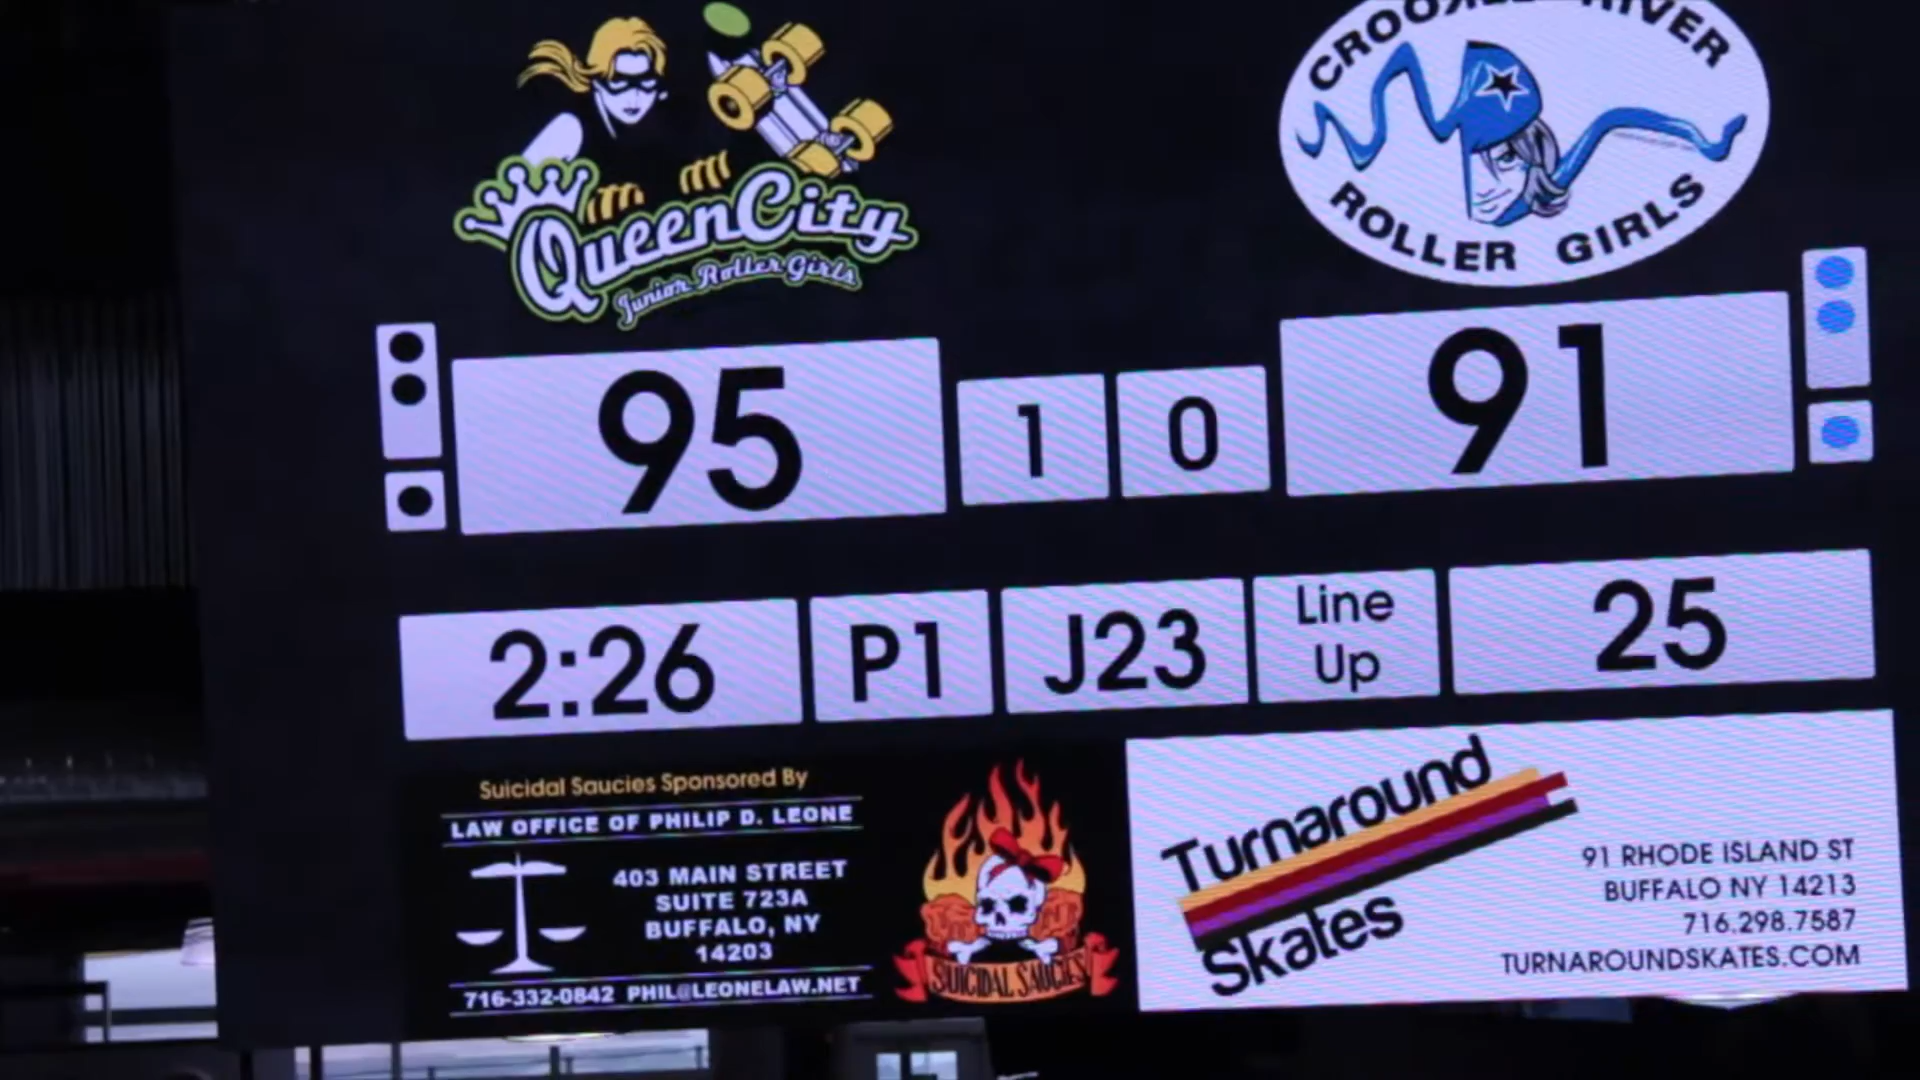 QueenCity
Junior Roller Girls
CROOKED RIVER
ROLLER GIRLS
95
1
0
91
2:26
P1
J23
Line
Up
25
Suicidal Saucies Sponsored By
LAW OFFICE OF PHILIP D. LEONE
403 MAIN STREET
SUITE 723A
BUFFALO, NY
14203
716-332-0842 PHIL@LEONELAW.NET
SUICIDAL SAUCIES
Turnaround
Skates
91 RHODE ISLAND ST
BUFFALO NY 14213
716.298.7587
TURNAROUNDSKATES.COM